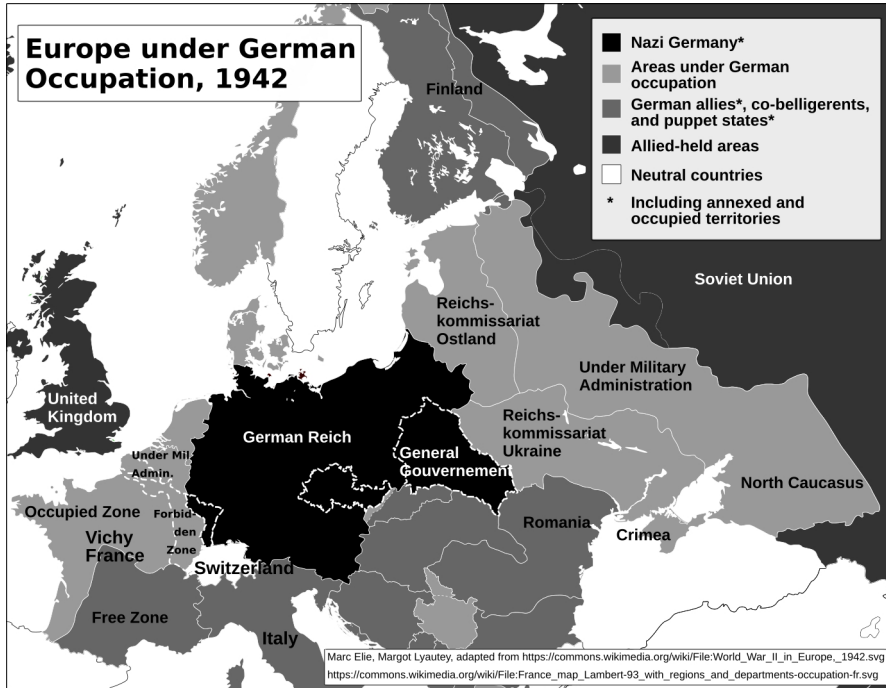 Europe under German
Occupation, 1942
Nazi Germany*
Areas under German
occupation
German allies*, co-belligerents,
and puppet states*
Allied-held areas
Neutral countries
* Including annexed and
occupied territories
Finland
Soviet Union
Reichs-
kommissariat
Ostland
Under Military
Administration
United
Kingdom
Reichs-
kommissariat
Ukraine
German Reich
General
Gouvernement
Under Mil.
Admin.
North Caucasus
Occupied Zone
Forbid-
den
Zone
Vichy
France
Romania
Crimea
Switzerland
Free Zone
Italy
Marc Elie, Margot Lyautey, adapted from https://commons.wikimedia.org/wiki/File:World_War_II_in_Europe,_1942.svg
https://commons.wikimedia.org/wiki/File:France_map_Lambert-93_with_regions_and_departments-occupation-fr.svg